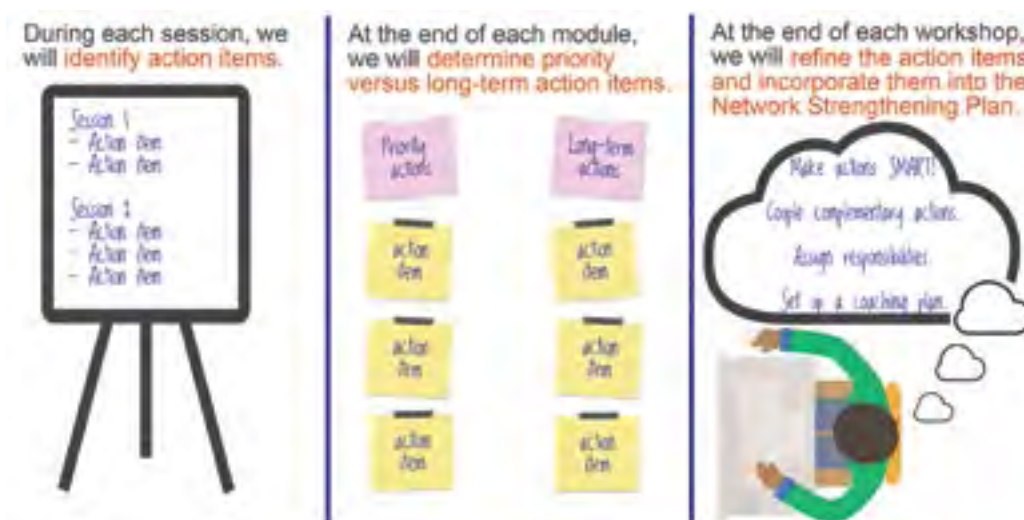 During each session, we
will identify action items.
Session 1
- Action item
- Action item
Session 2
- Action item
- Action item
- Action item
At the end of each module,
we will determine priority
versus long-term action items.
Priority
actions
Long-term
actions
action
item
action
item
action
item
action
item
action
item
action
item
At the end of each workshop,
we will refine the action items
and incorporate them into the
Network Strengthening Plan.
Make actions SMART!
Couple complementary actions.
Assign responsibilities.
Set up a coaching plan.